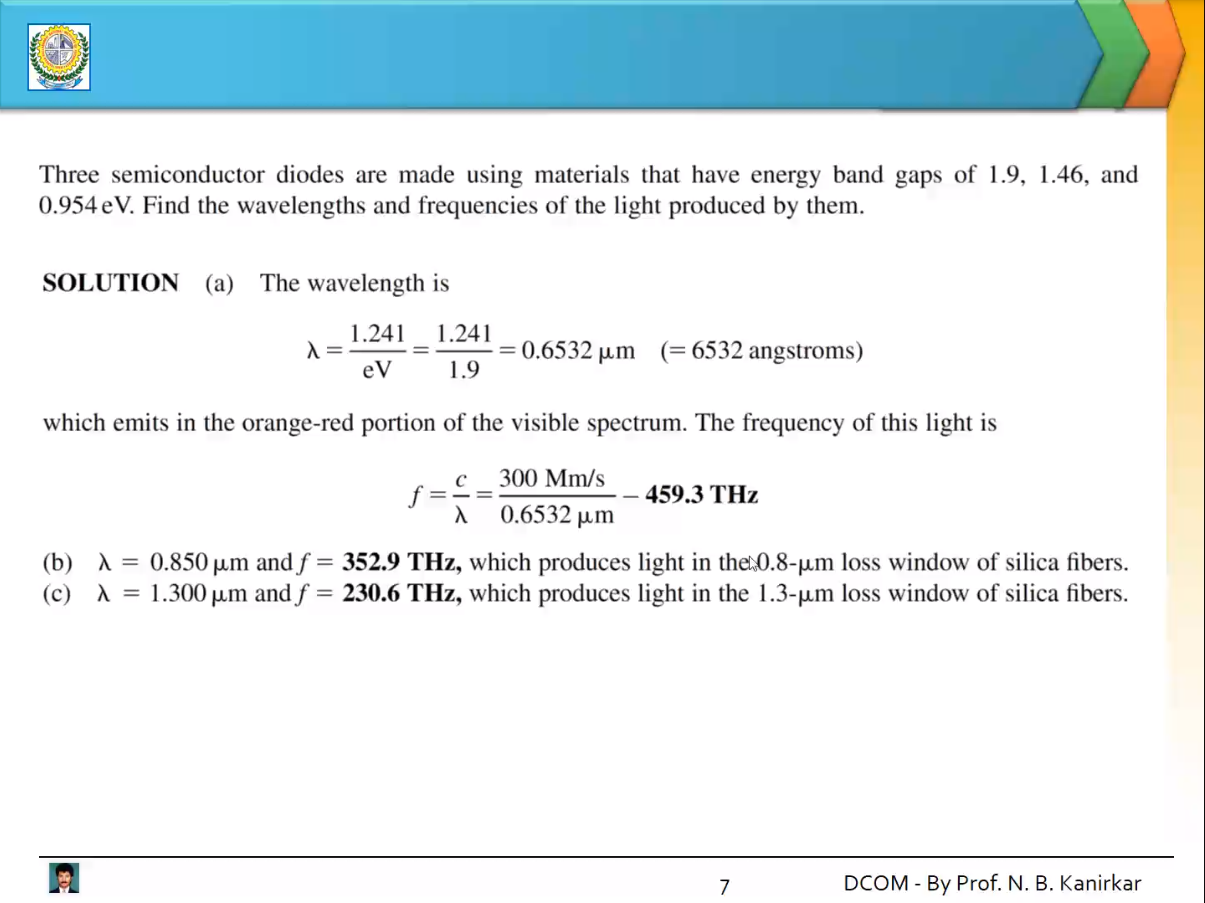 Three semiconductor diodes are made using materials that have energy band gaps of 1.9, 1.46, and
0.954 eV. Find the wavelengths and frequencies of the light produced by them.
SOLUTION (a) The wavelength is
λ = 1.241/eV = 1.241/1.9 = 0.6532 μm (= 6532 angstroms)
which emits in the orange-red portion of the visible spectrum. The frequency of this light is
f = c/λ = 300 Mm/s / 0.6532 μm – 459.3 THz
(b) λ = 0.850 μm and f = 352.9 THz, which produces light in the 0.8-μm loss window of silica fibers.
(c) λ = 1.300 μm and f = 230.6 THz, which produces light in the 1.3-μm loss window of silica fibers.
7
DCOM - By Prof. N. B. Kanirkar